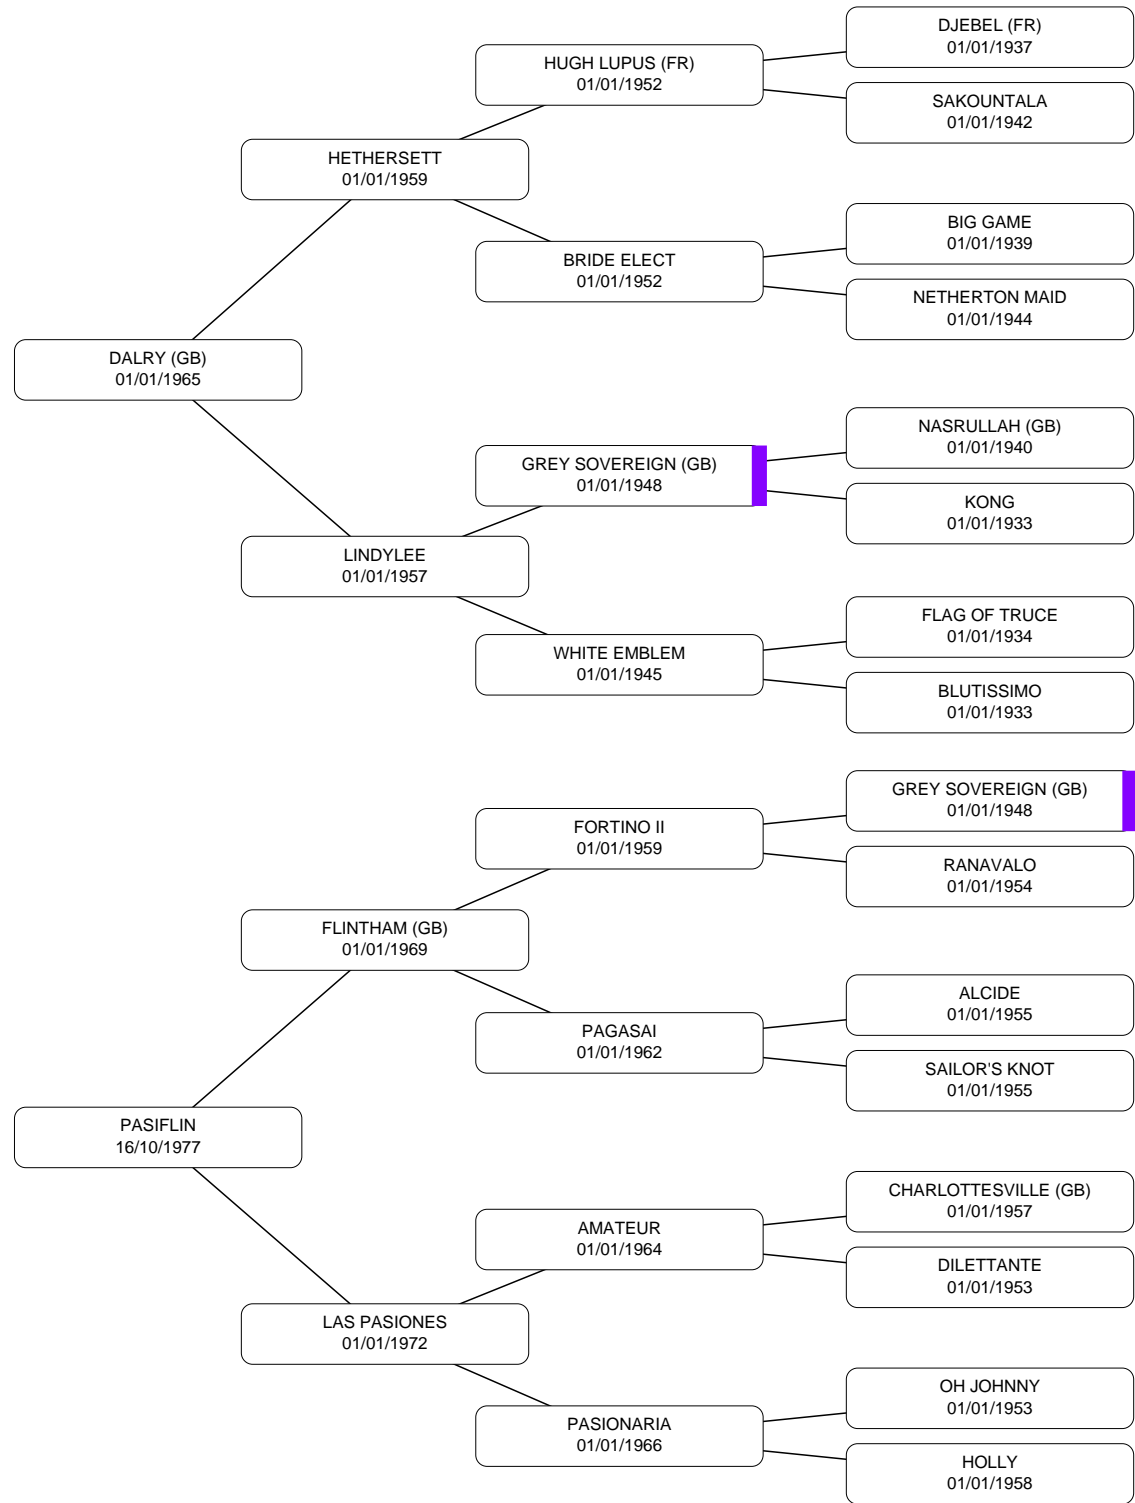 DJEBEL (FR)
01/01/1937
HUGH LUPUS (FR)
01/01/1952
SAKOUNTALA
01/01/1942
HETHERSETT
01/01/1959
BIG GAME
01/01/1939
BRIDE ELECT
01/01/1952
NETHERTON MAID
01/01/1944
DALRY (GB)
01/01/1965
NASRULLAH (GB)
01/01/1940
GREY SOVEREIGN (GB)
01/01/1948
KONG
01/01/1933
LINDYLEE
01/01/1957
FLAG OF TRUCE
01/01/1934
WHITE EMBLEM
01/01/1945
BLUTISSIMO
01/01/1933
GREY SOVEREIGN (GB)
01/01/1948
FORTINO II
01/01/1959
RANAVALO
01/01/1954
FLINTHAM (GB)
01/01/1969
ALCIDE
01/01/1955
PAGASAI
01/01/1962
SAILOR'S KNOT
01/01/1955
PASIFLIN
16/10/1977
CHARLOTTESVILLE (GB)
01/01/1957
AMATEUR
01/01/1964
DILETTANTE
01/01/1953
LAS PASIONES
01/01/1972
OH JOHNNY
01/01/1953
PASIONARIA
01/01/1966
HOLLY
01/01/1958